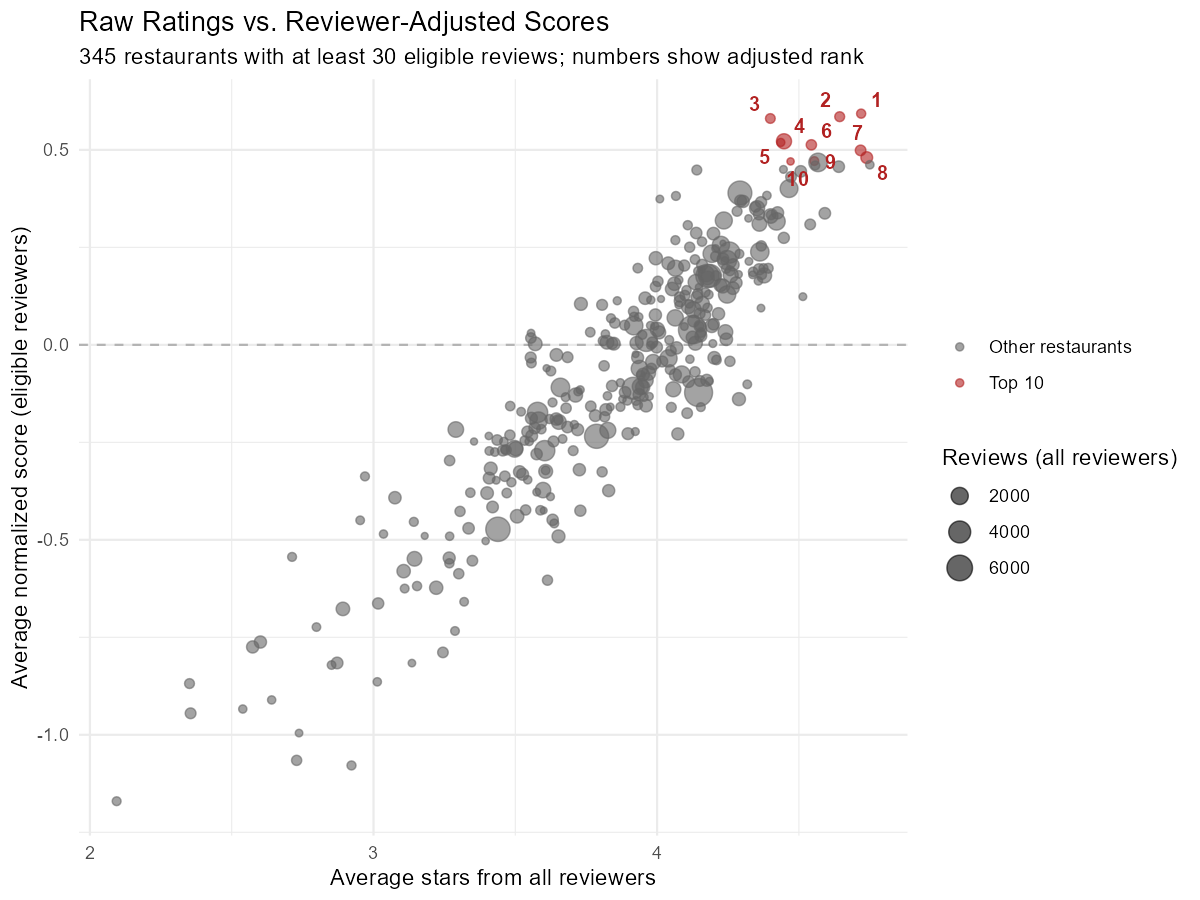 Raw Ratings vs. Reviewer-Adjusted Scores
345 restaurants with at least 30 eligible reviews; numbers show adjusted rank
Average normalized score (eligible reviewers)
0.5
0.0
-0.5
-1.0
3
2
1
4
6
7
5
9
8
10
2
3
4
Average stars from all reviewers
Other restaurants
Top 10
Reviews (all reviewers)
2000
4000
6000